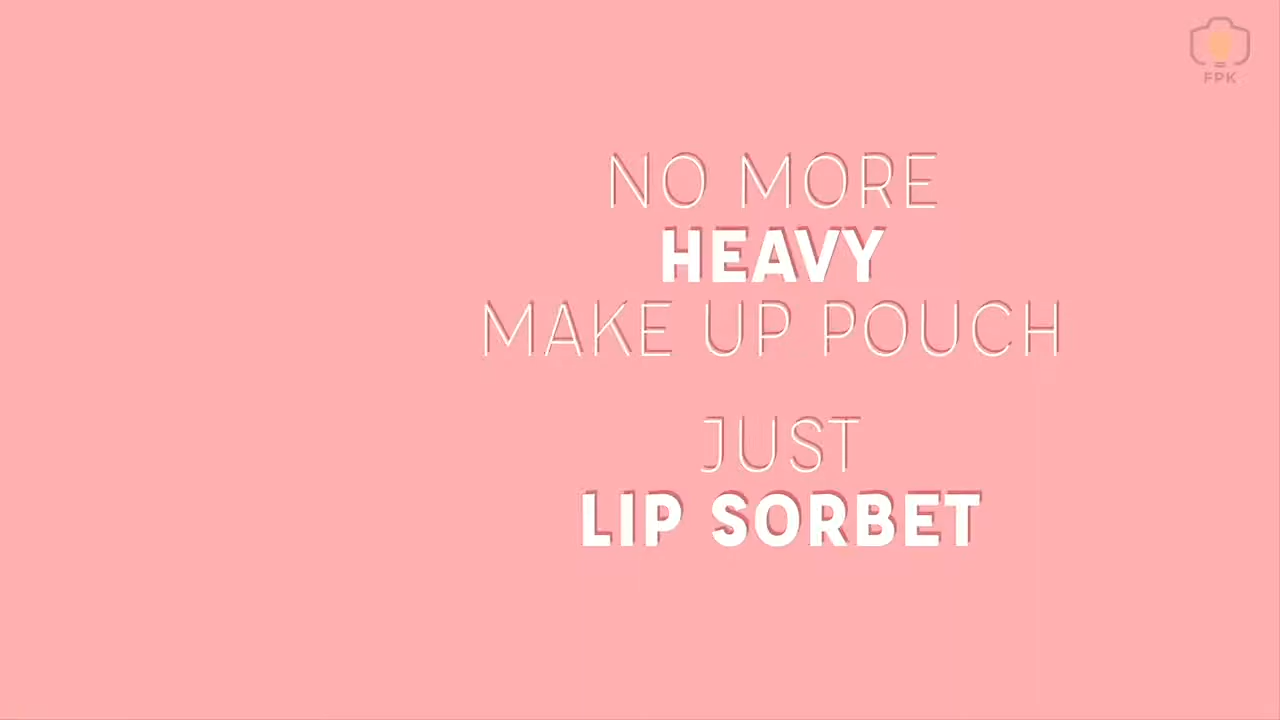 FPK
NO MORE
HEAVY
MAKE UP POUCH
JUST
LIP SORBET